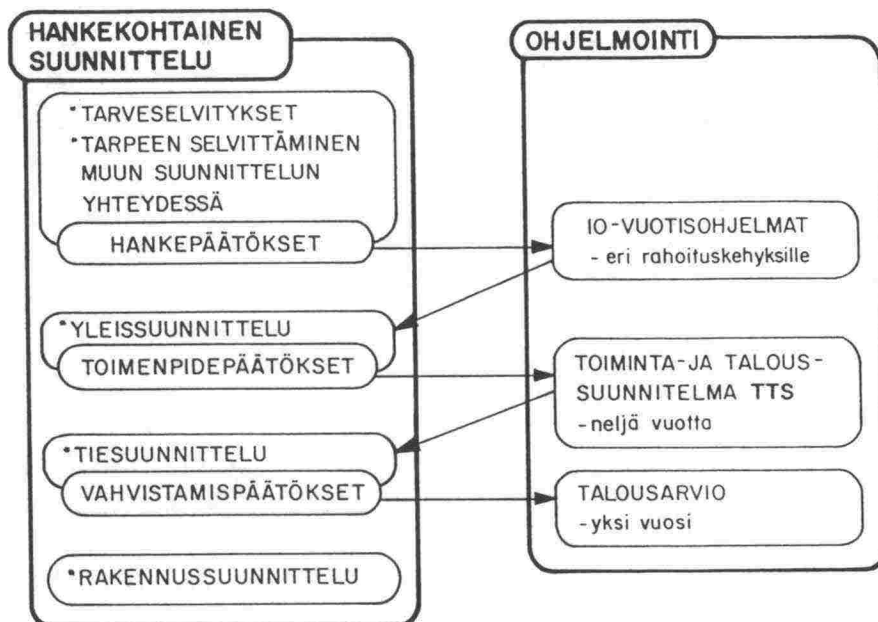 HANKEKOHTAINEN
SUUNNITTELU
•TARVESELVITYKSET
•TARPEEN SELVITTÄMINEN
MUUN SUUNNITTELUN
YHTEYDESSÄ
HANKEPÄÄTÖKSET
•YLEISSUUNNITTELU
TOIMENPIDEPÄÄTÖKSET
•TIESUUNNITTELU
VAHVISTAMISPÄÄTÖKSET
•RAKENNUSSUUNNITTELU
OHJELMOINTI
10-VUOTISOHJELMAT
- eri rahoituskehyksille
TOIMINTA-JA TALOUS-
SUUNNITELMA TTS
-neljä vuotta
TALOUSARVIO
-yksi vuosi